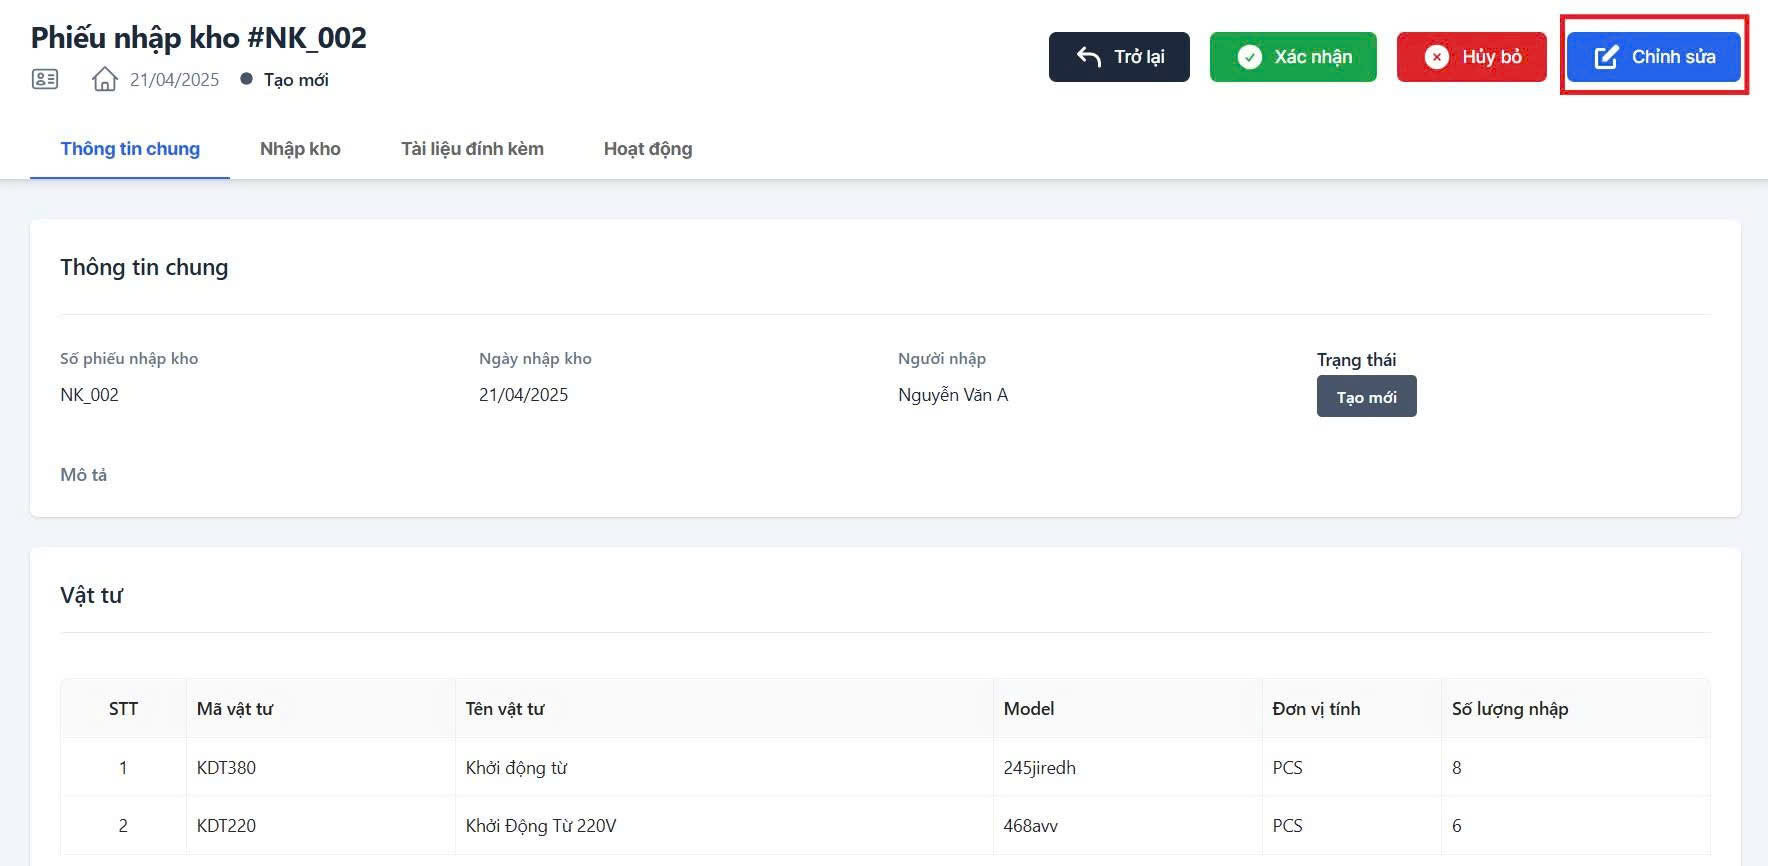 Phiếu nhập kho #NK_002
Trở lại
Xác nhận
Hủy bỏ
Chỉnh sửa
21/04/2025
Tạo mới
Thông tin chung
Nhập kho
Tài liệu đính kèm
Hoạt động
Thông tin chung
Số phiếu nhập kho
Ngày nhập kho
Người nhập
Trạng thái
NK_002
21/04/2025
Nguyễn Văn A
Tạo mới
Mô tả
Vật tư
STT Mã vật tư Tên vật tư Model Đơn vị tính Số lượng nhập
1 KDT380 Khởi động từ 245jiredh PCS 8
2 KDT220 Khởi Động Từ 220V 468avv PCS 6